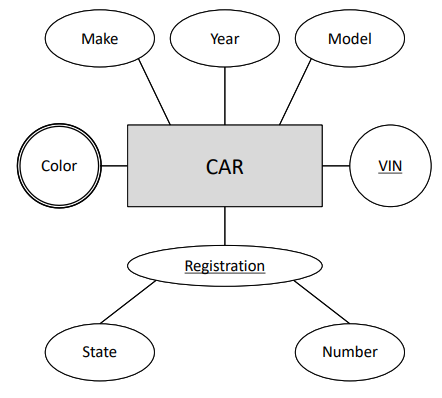 Make
Year
Model
Color
CAR
VIN
Registration
State
Number